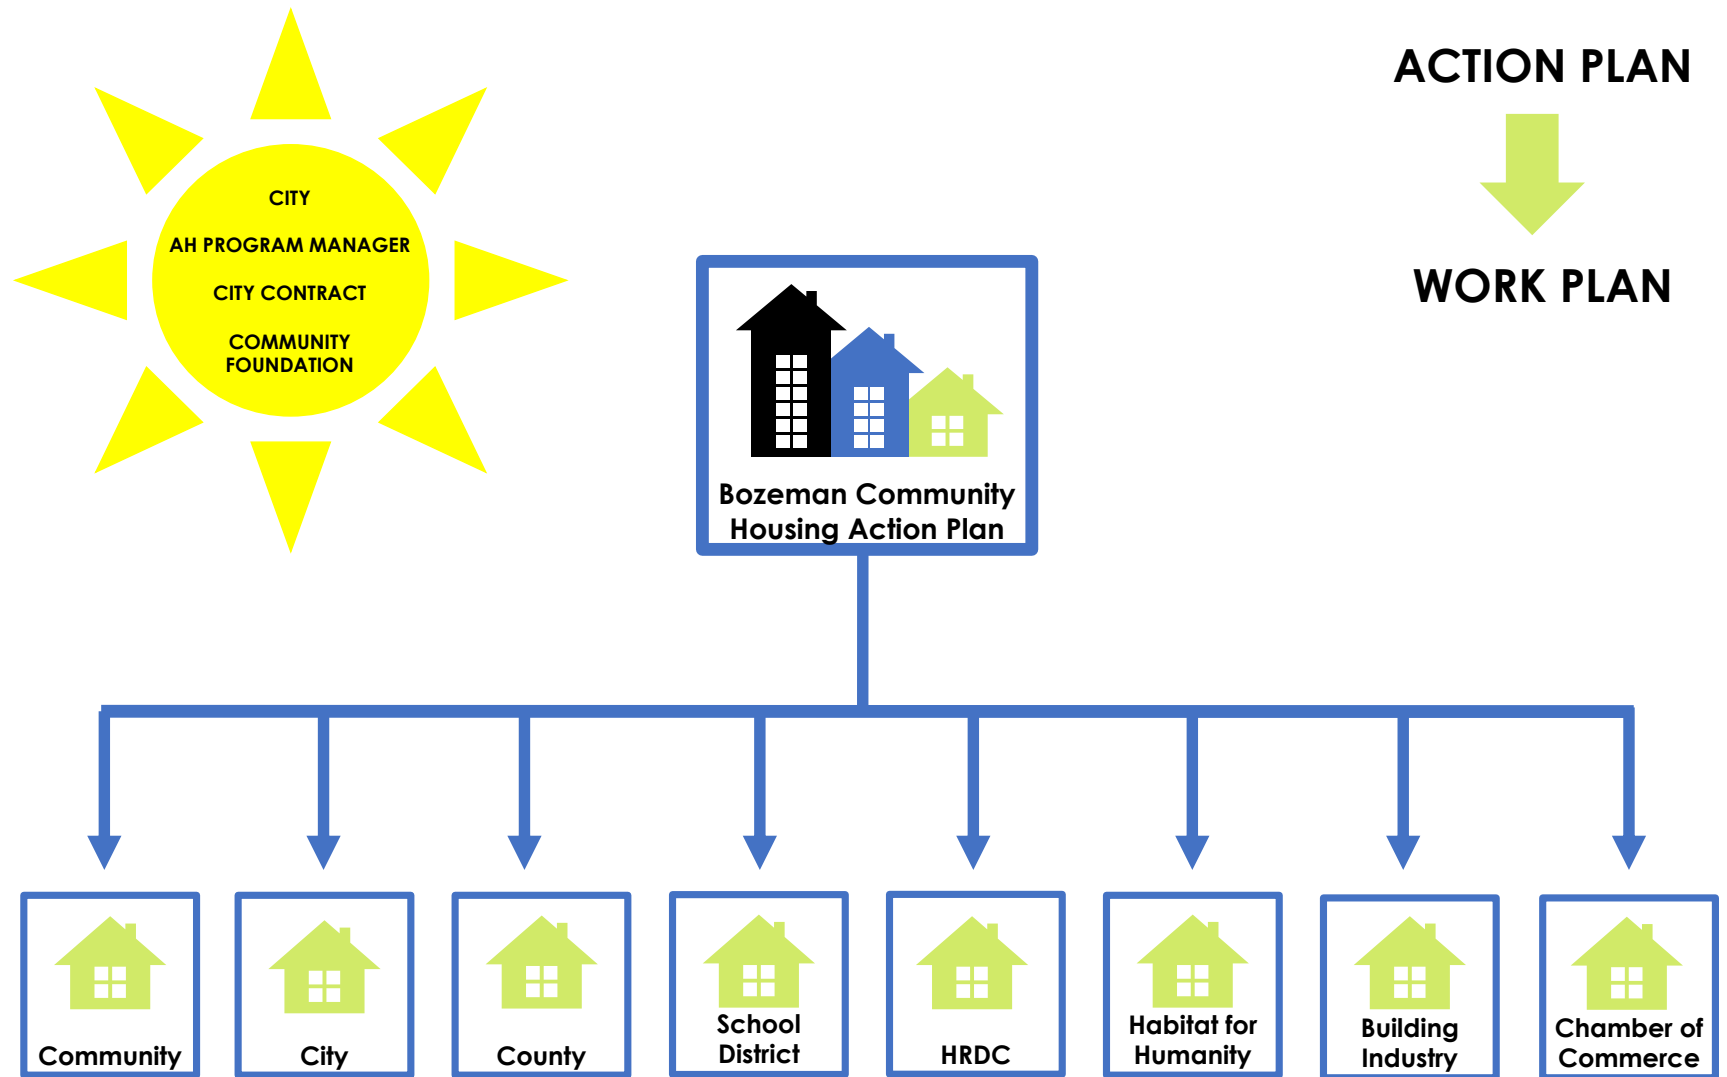 CITY
AH PROGRAM MANAGER
CITY CONTRACT
COMMUNITY
FOUNDATION
ACTION PLAN
WORK PLAN
Bozeman Community
Housing Action Plan
Community
City
County
School
District
HRDC
Habitat for
Humanity
Building
Industry
Chamber of
Commerce